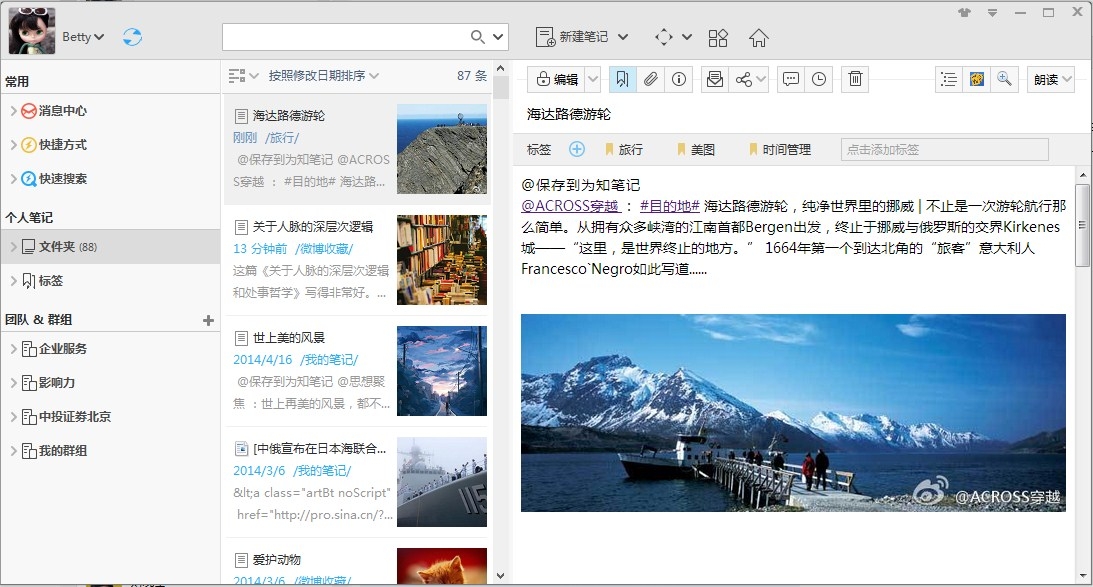 Betty
新建笔记
常用
消息中心
快捷方式
快速搜索
个人笔记
文件夹 (88)
标签
团队 & 群组
企业服务
影响力
中投证券北京
我的群组
按照修改日期排序
87 条
海达路德游轮
刚刚 /旅行/
@保存到为知笔记 @ACROS
S穿越 ： #目的地# 海达路...
关于人脉的深层次逻辑
13 分钟前 /微博收藏/
这篇《关于人脉的深层次逻辑
和处事哲学》写得非常好。...
世上美的风景
2014/4/16 /我的笔记/
@保存到为知笔记 @思想聚
焦 ：世上再美的风景，都不...
[中俄宣布在日本海联合...
2014/3/6 /我的笔记/
&lt;a class="artBt noScript"
href="http://pro.sina.cn/?...
115
爱护动物
2014/3/6 /微博收藏/
编辑
朗读
海达路德游轮
标签
旅行
美图
时间管理
点击添加标签
@保存到为知笔记
@ACROSS穿越 ： #目的地# 海达路德游轮，纯净世界里的挪威 | 不止是一次游轮航行那
么简单。从拥有众多峡湾的江南首都Bergen出发，终止于挪威与俄罗斯的交界Kirkenes
城——“这里，是世界终止的地方。” 1664年第一个到达北角的“旅客”意大利人
Francesco`Negro如此写道......
@ACROSS穿越